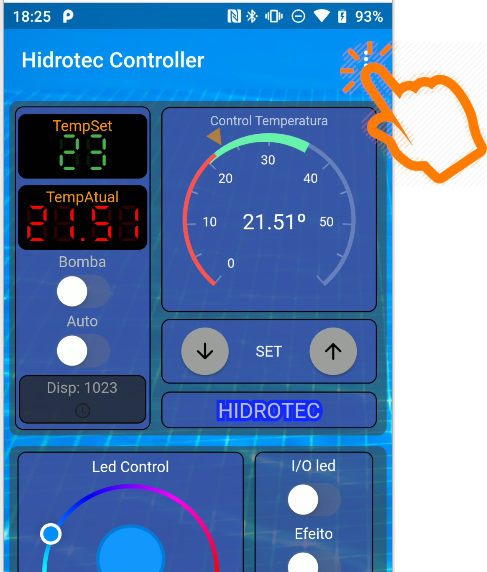 18:25
93%
Hidrotec Controller
TempSet
23
TempAtual
21.51
Bomba
Auto
Disp: 1023
Control Temperatura
0
10
20
30
40
50
21.51º
SET
HIDROTEC
Led Control
I/O led
Efeito